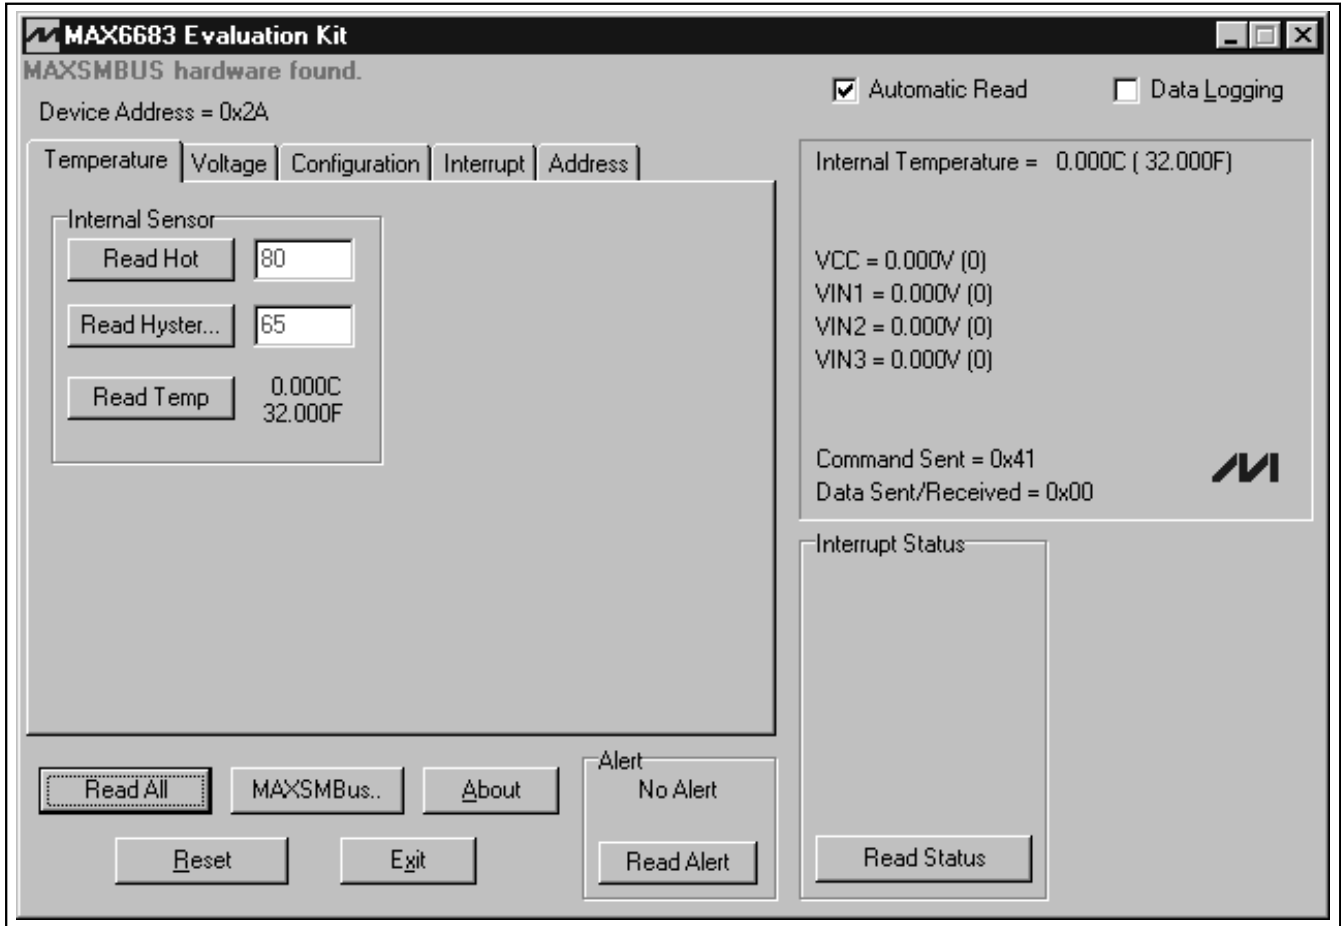 MAX6683 Evaluation Kit
MAXSMBUS hardware found.
Automatic Read
Data Logging
Device Address = 0x2A
Temperature Voltage Configuration Interrupt Address
Internal Sensor
Read Hot 80
Read Hyster... 65
Read Temp 0.000C
32.000F
Internal Temperature = 0.000C ( 32.000F)
VCC = 0.000V (0)
VIN1 = 0.000V (0)
VIN2 = 0.000V (0)
VIN3 = 0.000V (0)
Command Sent = 0x41
Data Sent/Received = 0x00
Interrupt Status
Read Status
Alert
No Alert
Read Alert
Read All MAXSMBus.. About
Reset Exit